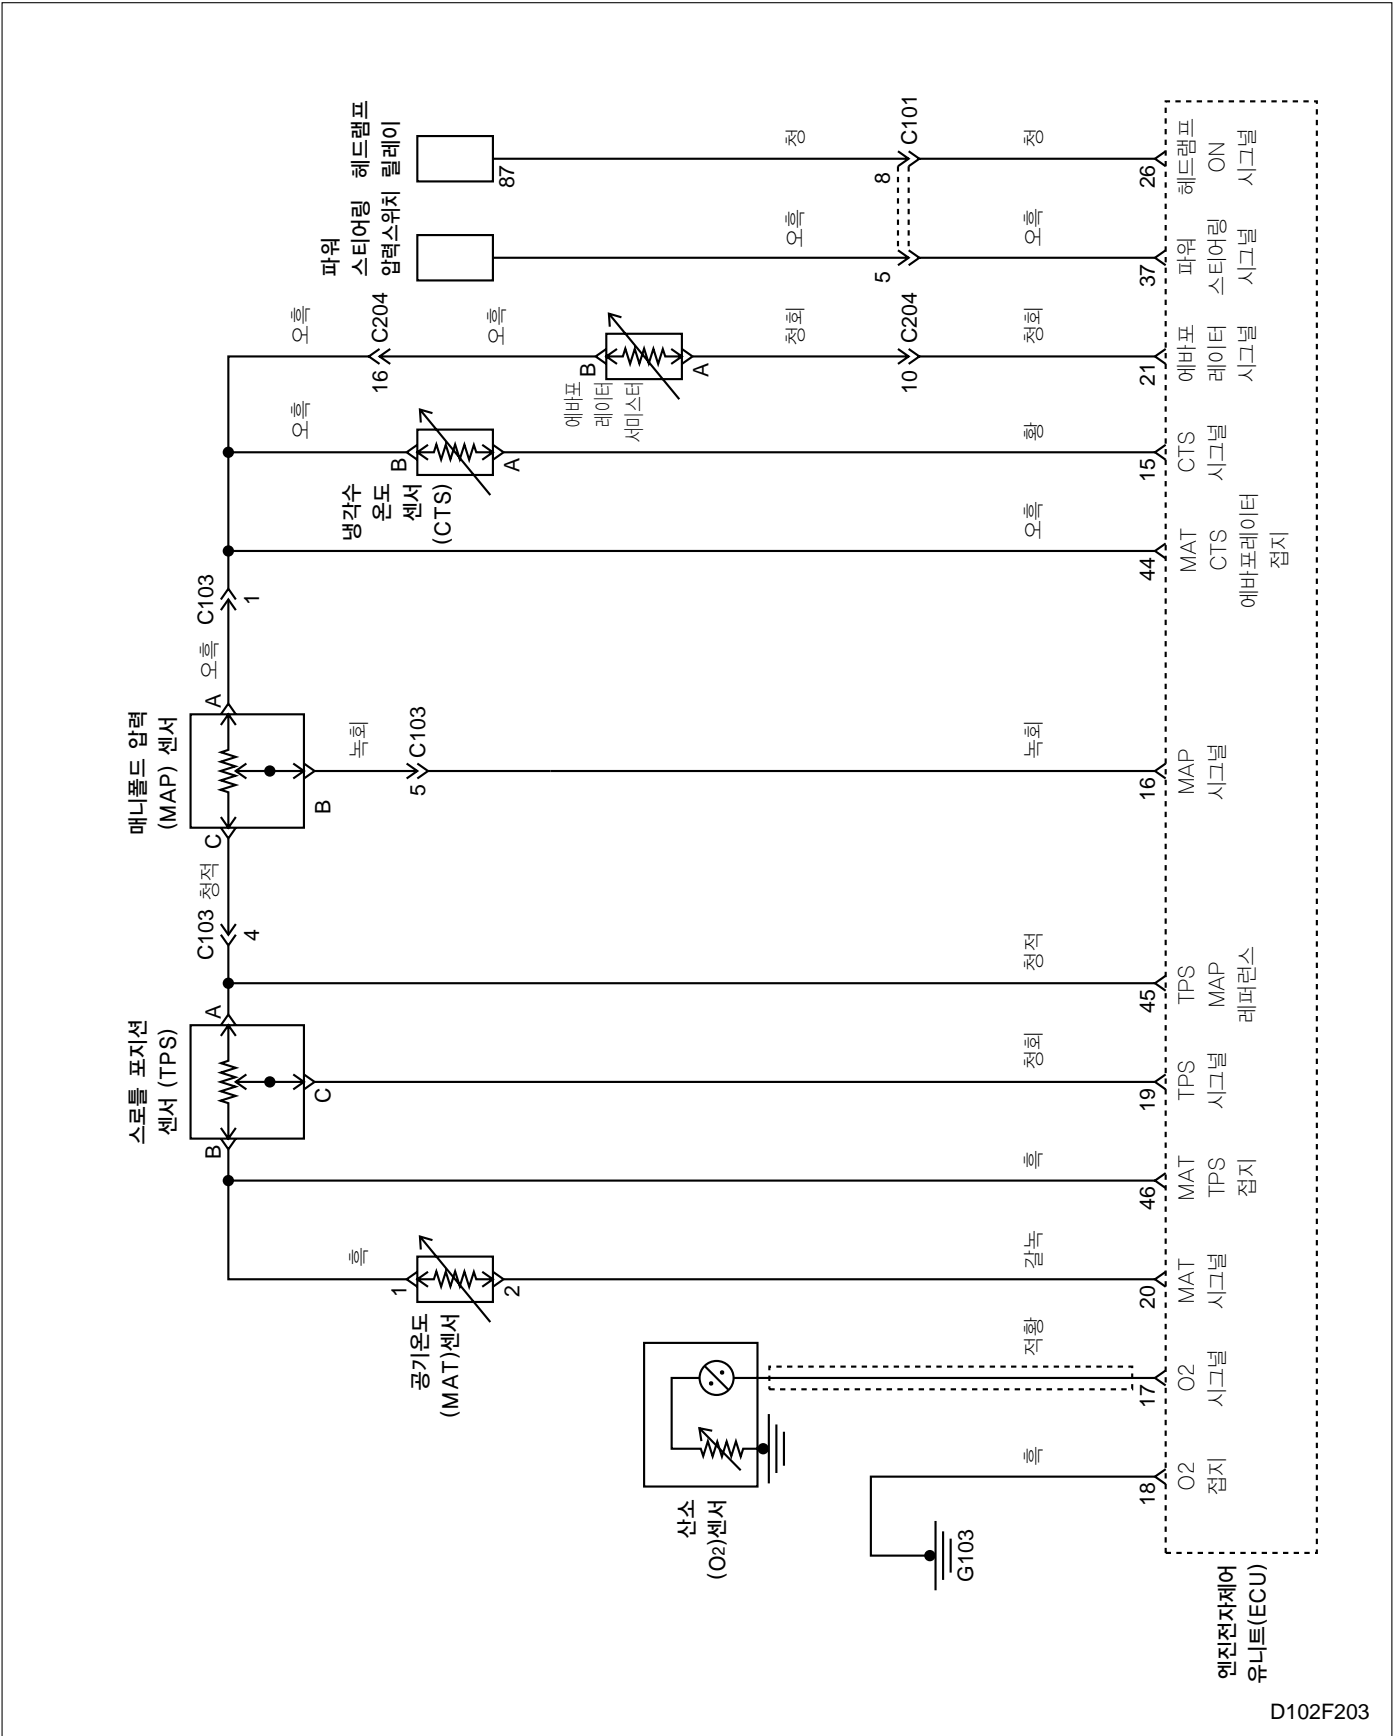 스로틀 포지션
센서 (TPS)
매니폴드 압력
(MAP) 센서
B
A
C103
4
청적
C
A
오흑
C103
1
C
B
흑
오흑
오흑
공기온도
(MAT)센서
1
2
녹회
5
C103
냉각수
온도
센서
(CTS)
B
A
16
C204
오흑
파워
스티어링
압력스위치
헤드램프
릴레이
87
에바포
레이터
서미스터
B
A
산소
(O2)센서
청회
오흑
청
10
C204
5
8
C101
G103
흑
적황
갈녹
흑
청회
청적
녹회
오흑
황
청회
오흑
청
18
17
20
46
19
45
16
44
15
21
37
26
O2
접지
O2
시그널
MAT
시그널
MAT
TPS
접지
TPS
시그널
TPS
MAP
레퍼런스
MAP
시그널
MAT
CTS
에바포레이터
접지
CTS
시그널
에바포
레이터
시그널
파워
스티어링
시그널
헤드램프
ON
시그널
엔진전자제어
유니트(ECU)
D102F203